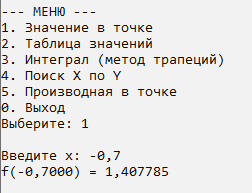 --- МЕНЮ ---
1. Значение в точке
2. Таблица значений
3. Интеграл (метод трапеций)
4. Поиск X по Y
5. Производная в точке
0. Выход
Выберите: 1

Введите x: -0,7
f(-0,7000) = 1,407785